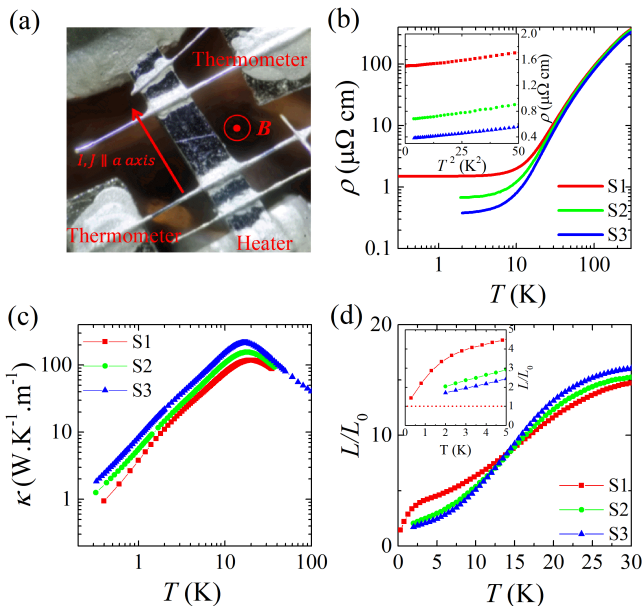 (a)
Thermometer
B
I,J ∥ a axis
Thermometer
Heater
(b)
ρ (μΩ cm)
100
10
1
0.1
1 10 100
T (K)
2.0
1.6
1.2
0.8
0.4
ρ (μΩ cm)
0 25 50
T 2 (K2)
S1
S2
S3
(c)
κ (W.K-1.m-1)
100
10
1
1 10 100
T (K)
S1
S2
S3
(d)
L/L0
20
15
10
5
0
0 5 10 15 20 25 30
T (K)
5
4
3
2
1
0
L/L0
0 1 2 3 4 5
T (K)
S1
S2
S3